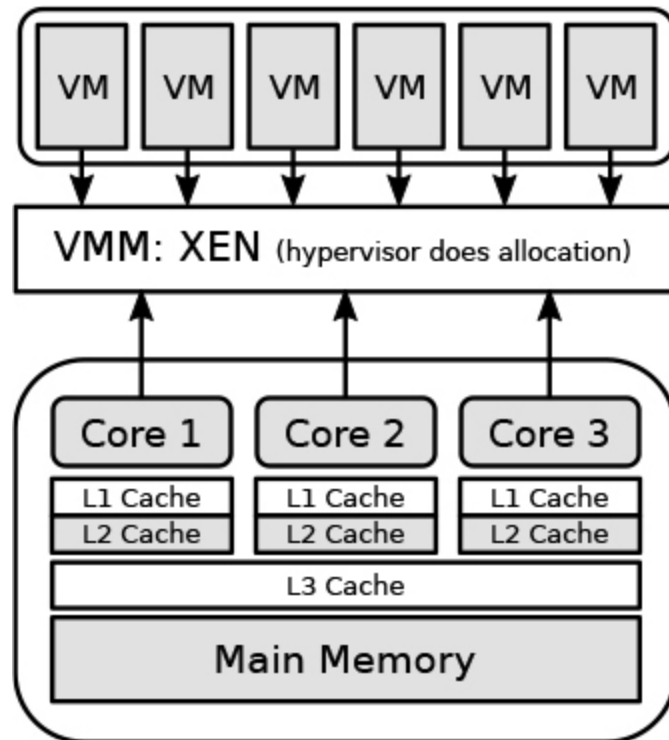 VM VM VM VM VM VM
VMM: XEN (hypervisor does allocation)
Core 1 Core 2 Core 3
L1 Cache L1 Cache L1 Cache
L2 Cache L2 Cache L2 Cache
L3 Cache
Main Memory